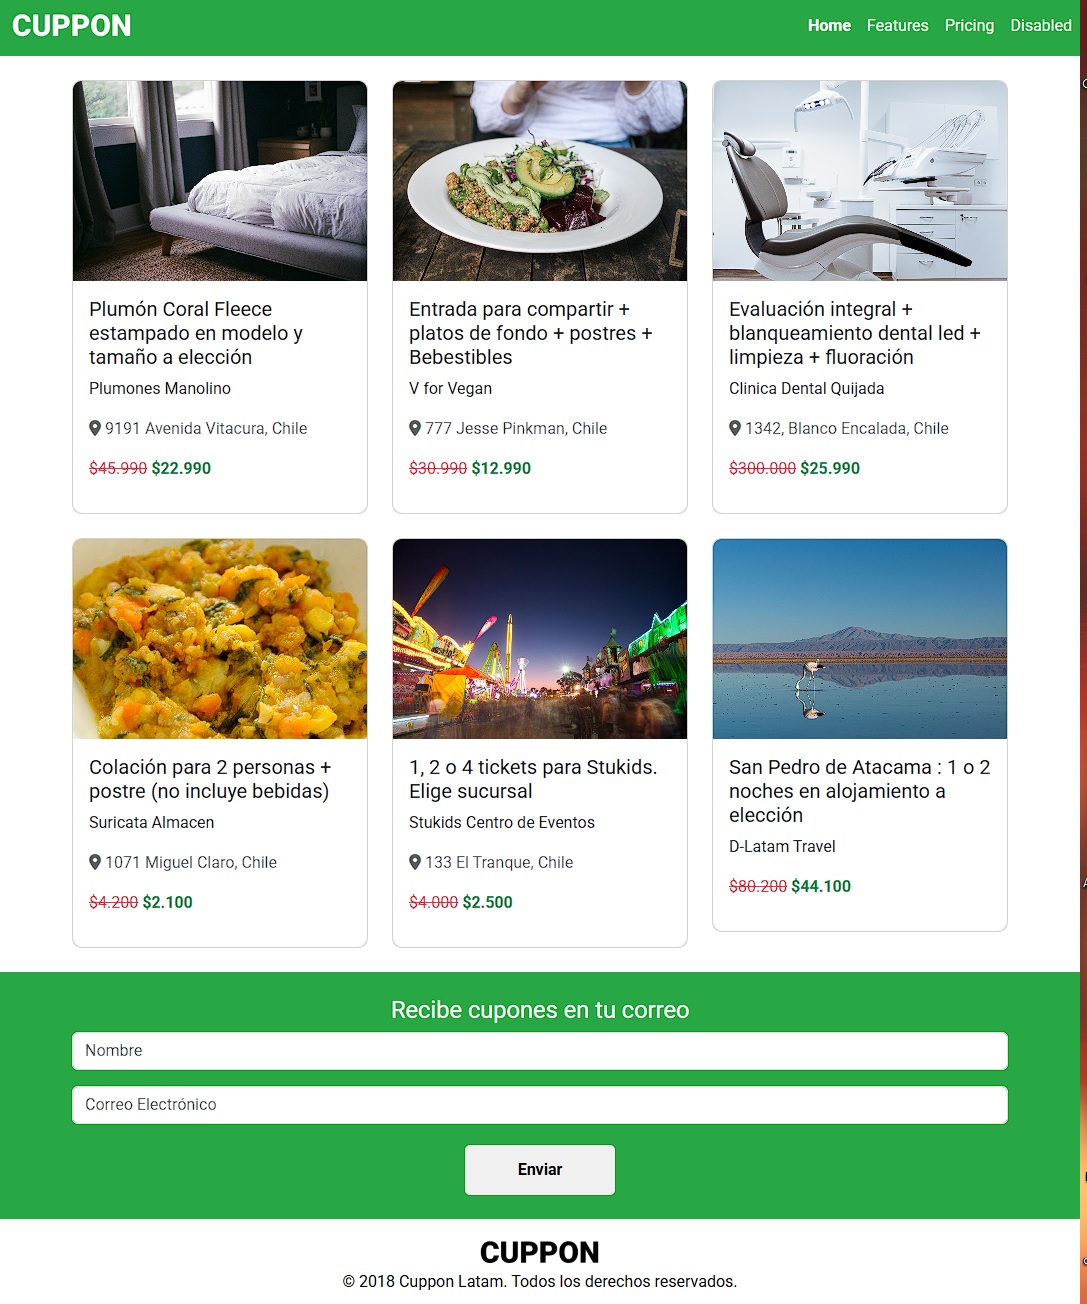 CUPPON
Home Features Pricing Disabled
Plumón Coral Fleece
estampado en modelo y
tamaño a elección
Plumones Manolino
9191 Avenida Vitacura, Chile
$45.990 $22.990
Entrada para compartir +
platos de fondo + postres +
Bebestibles
V for Vegan
777 Jesse Pinkman, Chile
$30.990 $12.990
Evaluación integral +
blanqueamiento dental led +
limpieza + fluoración
Clinica Dental Quijada
1342, Blanco Encalada, Chile
$300.000 $25.990
Colación para 2 personas +
postre (no incluye bebidas)
Suricata Almacen
1071 Miguel Claro, Chile
$4.200 $2.100
1, 2 o 4 tickets para Stukids.
Elige sucursal
Stukids Centro de Eventos
133 El Tranque, Chile
$4.000 $2.500
San Pedro de Atacama : 1 o 2
noches en alojamiento a
elección
D-Latam Travel
$80.200 $44.100
Recibe cupones en tu correo
Nombre
Correo Electrónico
Enviar
CUPPON
© 2018 Cuppon Latam. Todos los derechos reservados.